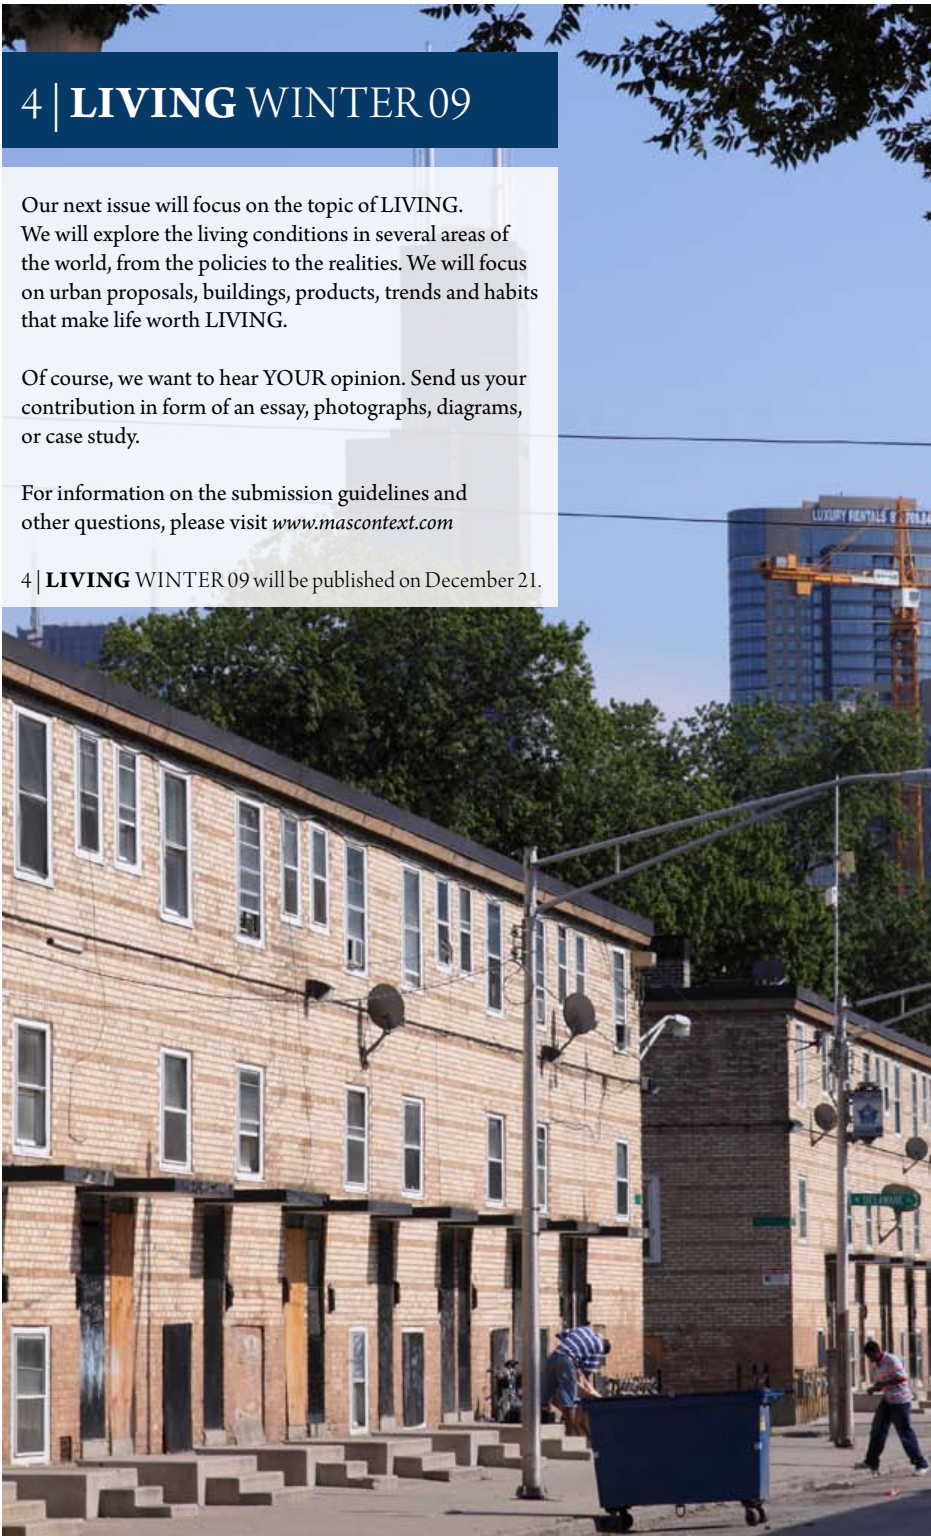 4 | LIVING WINTER 09
Our next issue will focus on the topic of LIVING.
We will explore the living conditions in several areas of
the world, from the policies to the realities. We will focus
on urban proposals, buildings, products, trends and habits
that make life worth LIVING.
Of course, we want to hear YOUR opinion. Send us your
contribution in form of an essay, photographs, diagrams,
or case study.
For information on the submission guidelines and
other questions, please visit www.mascontext.com
4 | LIVING WINTER 09 will be published on December 21.
LUXURY RENTALS
DELAWARE